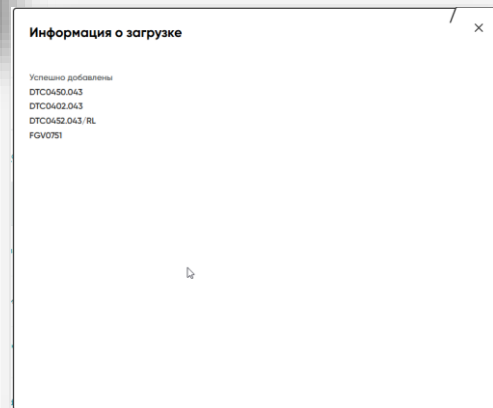 Информация о загрузке
Успешно добавлены
DTC0450.043
DTC0402.043
DTC0452.043/RL
FGV0751